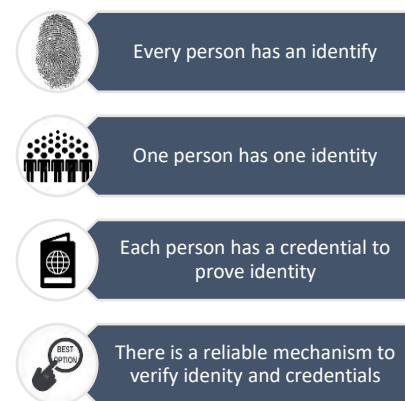 Every person has an identify
One person has one identity
Each person has a credential to
prove identity
BEST
OPTION
There is a reliable mechanism to
verify idenity and credentials